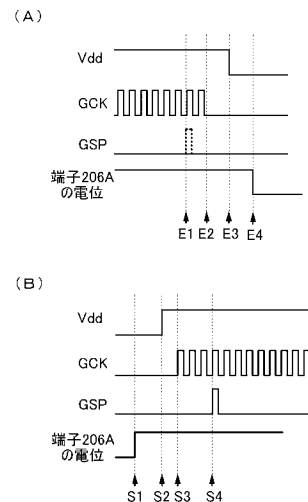 (A)
Vdd
GCK
GSP
端子206A
の電位
E1 E2 E3 E4
(B)
Vdd
GCK
GSP
端子206A
の電位
S1 S2 S3 S4